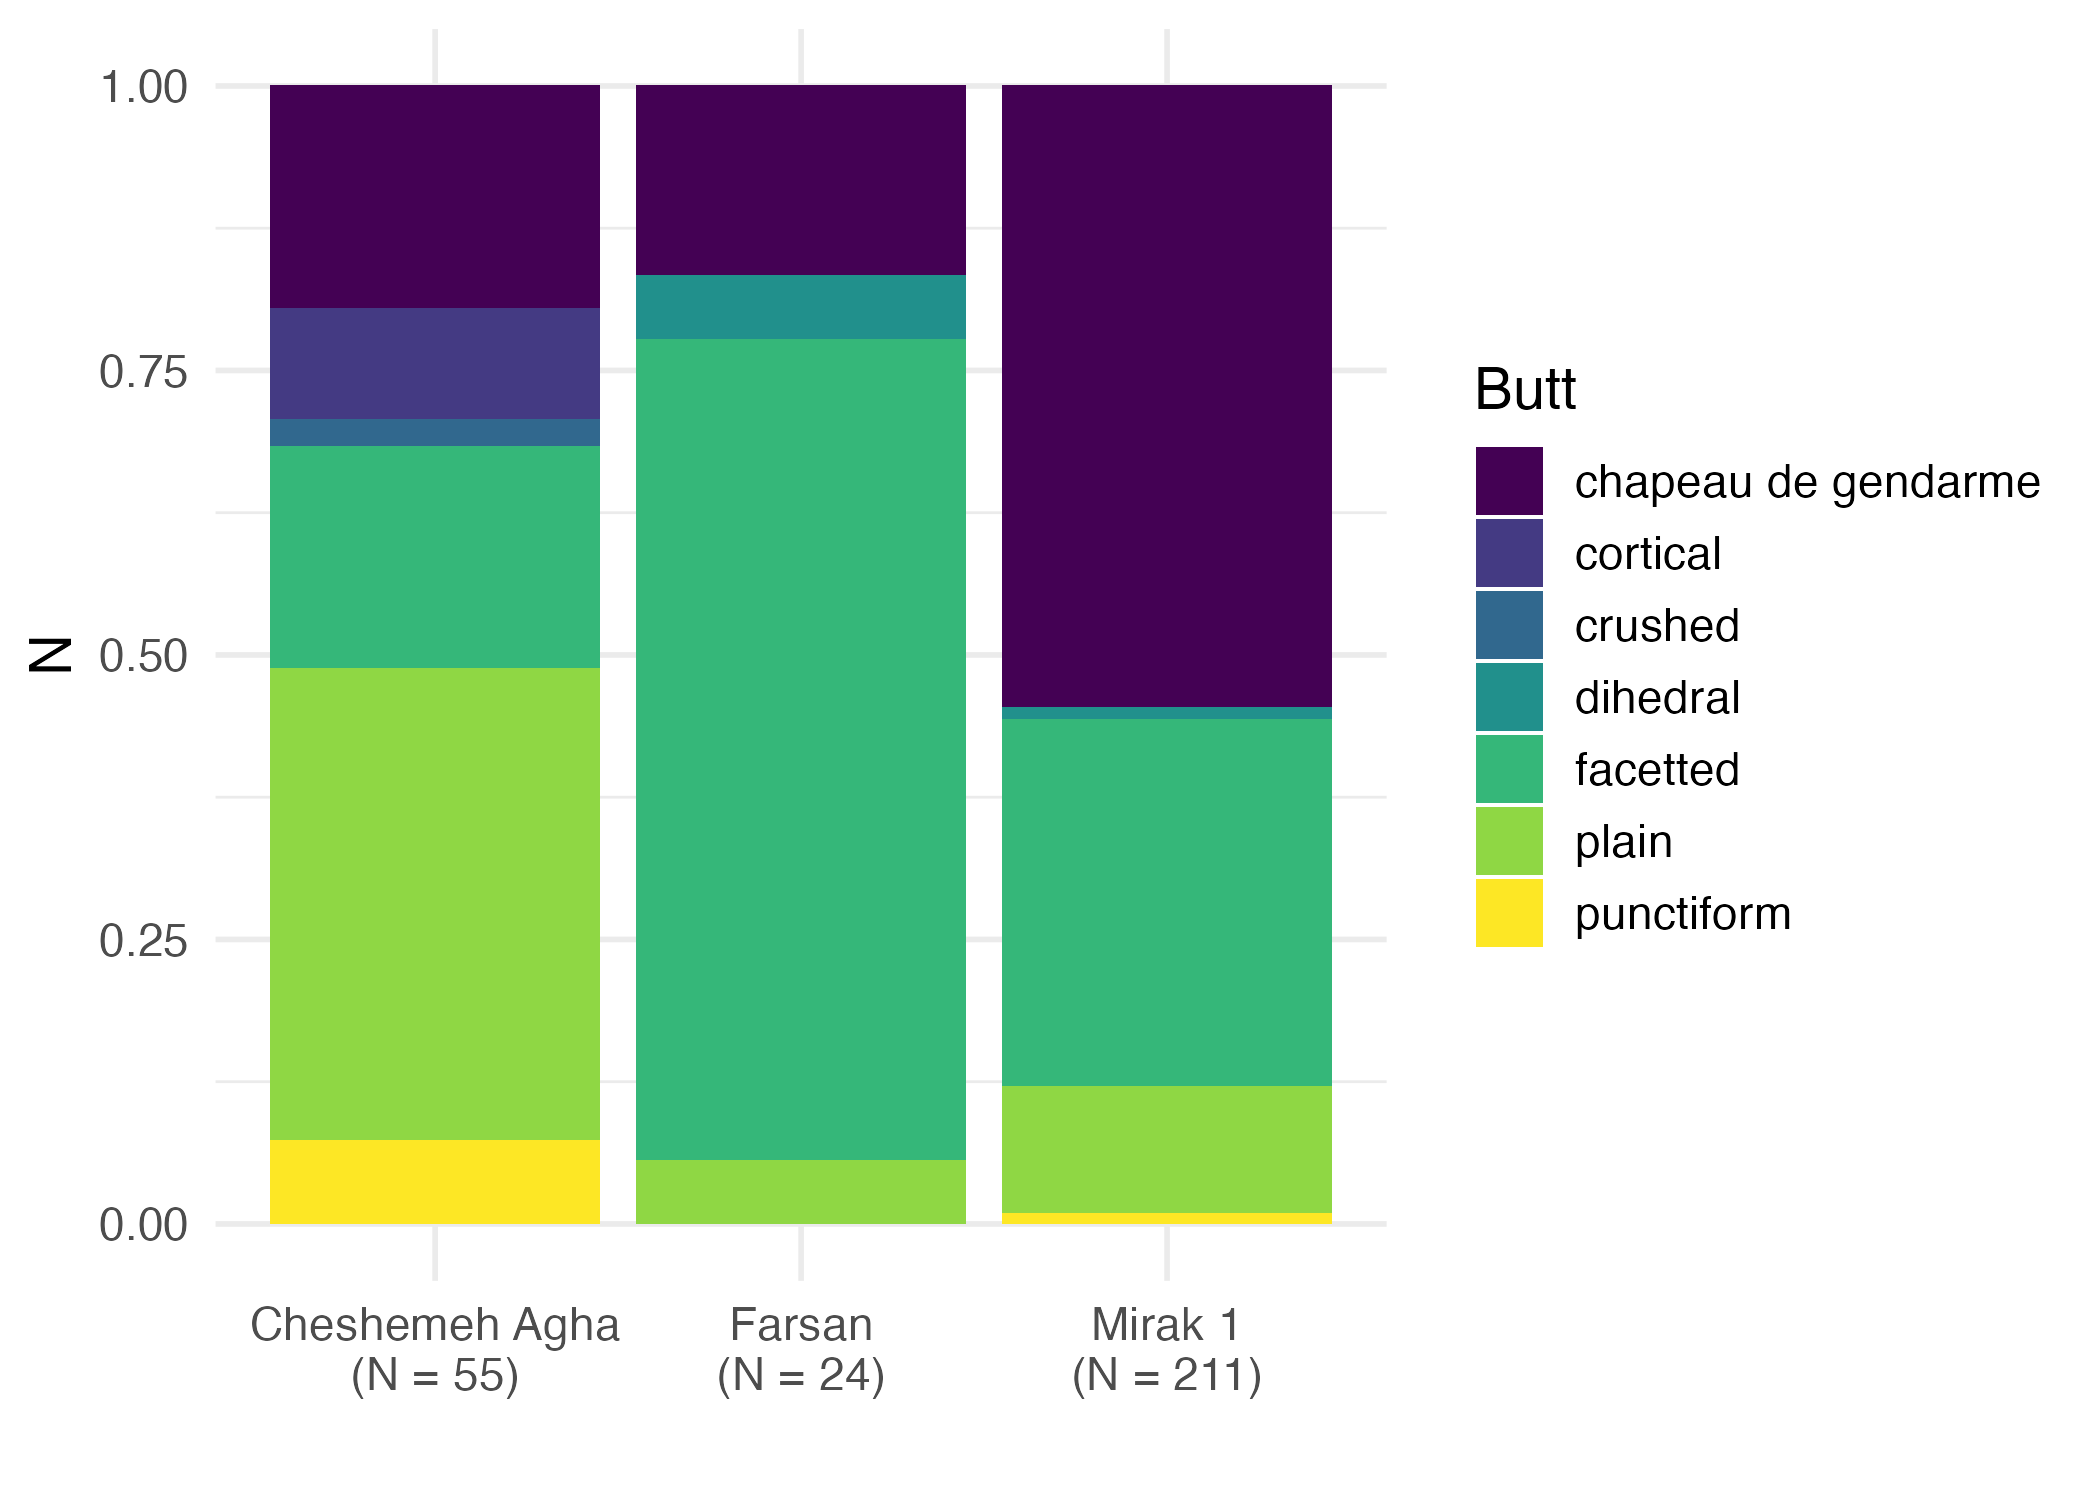 1.00
0.75
0.50
0.25
0.00
N
Cheshemeh Agha
(N = 55)
Farsan
(N = 24)
Mirak 1
(N = 211)
Butt
chapeau de gendarme
cortical
crushed
dihedral
facetted
plain
punctiform